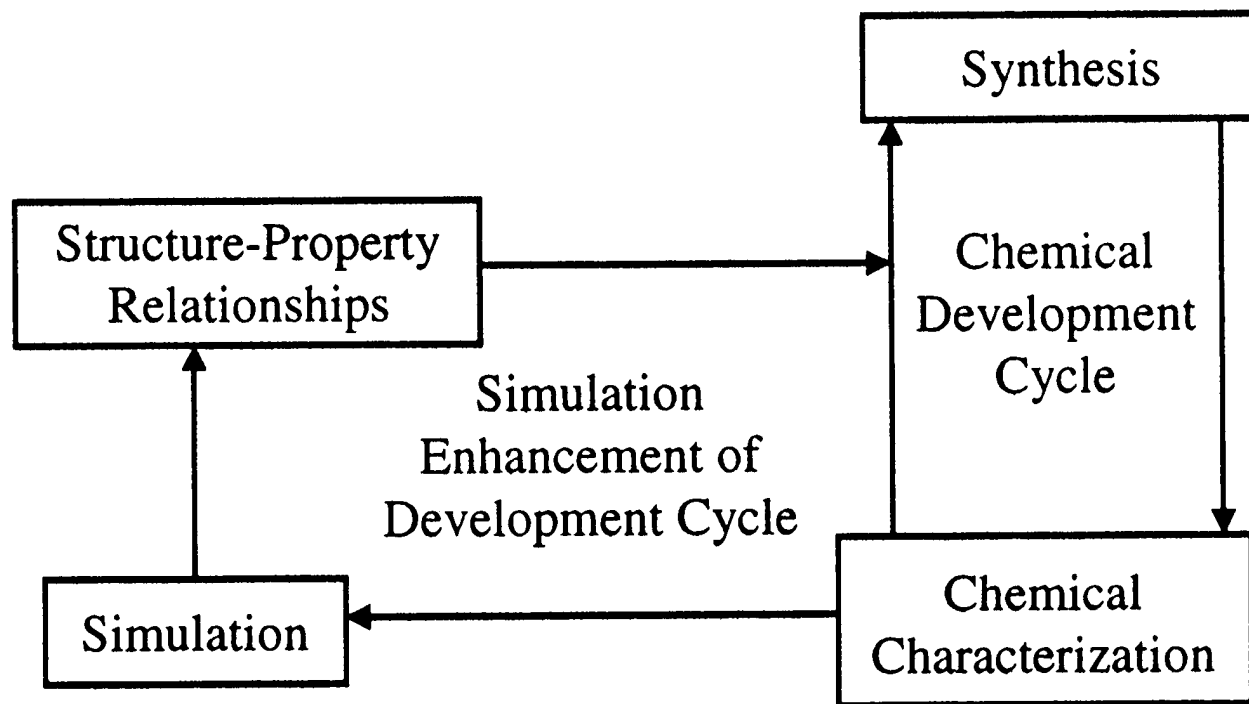 Synthesis
Structure-Property
Relationships
Chemical
Development
Cycle
Simulation
Enhancement of
Development Cycle
Simulation
Chemical
Characterization